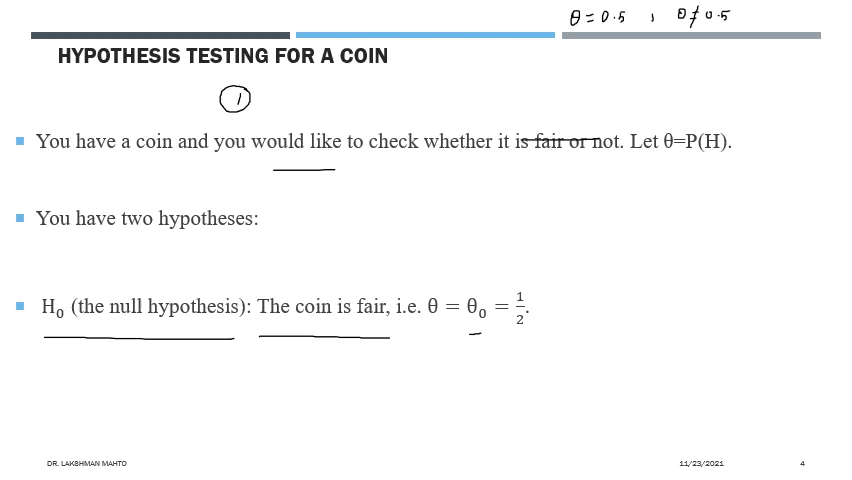 θ = 0.5 , θ ≠ 0.5
HYPOTHESIS TESTING FOR A COIN
1
You have a coin and you would like to check whether it is fair or not. Let θ=P(H).
You have two hypotheses:
H₀ (the null hypothesis): The coin is fair, i.e. θ = θ₀ = 1/2.
DR. LAKSHMAN MAHTO 11/23/2021 4